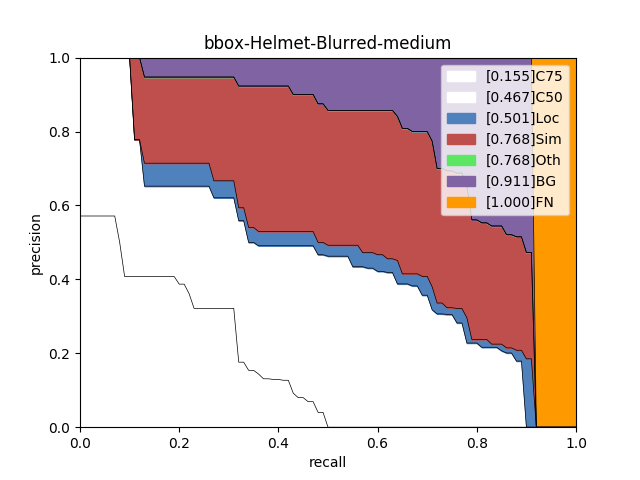 bbox-Helmet-Blurred-medium
precision
1.0
0.8
0.6
0.4
0.2
0.0
[0.155]C75
[0.467]C50
[0.501]Loc
[0.768]Sim
[0.768]Oth
[0.911]BG
[1.000]FN
0.0 0.2 0.4 0.6 0.8 1.0
recall